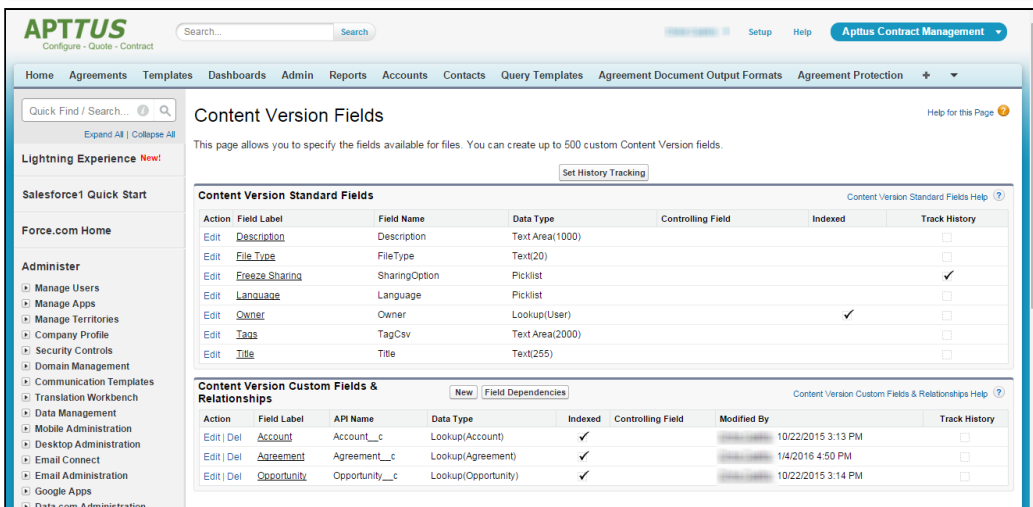 APTTUS
Configure - Quote - Contract
Search...
Search
Setup Help Apttus Contract Management
Home Agreements Templates Dashboards Admin Reports Accounts Contacts Query Templates Agreement Document Output Formats Agreement Protection +
Quick Find / Search...
Expand All | Collapse All
Lightning Experience New!
Salesforce1 Quick Start
Force.com Home
Administer
Manage Users
Manage Apps
Manage Territories
Company Profile
Security Controls
Domain Management
Communication Templates
Translation Workbench
Data Management
Mobile Administration
Desktop Administration
Email Connect
Email Administration
Google Apps
Data.com Administration
Content Version Fields
Help for this Page
This page allows you to specify the fields available for files. You can create up to 500 custom Content Version fields.
Set History Tracking
Content Version Standard Fields
Content Version Standard Fields Help ?
Action Field Label Field Name Data Type Controlling Field Indexed Track History
Edit Description Description Text Area(1000)
Edit File Type FileType Text(20)
Edit Freeze Sharing SharingOption Picklist ✓
Edit Language Language Picklist
Edit Owner Owner Lookup(User) ✓
Edit Tags TagCsv Text Area(2000)
Edit Title Title Text(255)
Content Version Custom Fields &
Relationships
New Field Dependencies
Content Version Custom Fields & Relationships Help ?
Action Field Label API Name Data Type Indexed Controlling Field Modified By Track History
Edit | Del Account Account__c Lookup(Account) ✓ 10/22/2015 3:13 PM
Edit | Del Agreement Agreement__c Lookup(Agreement) ✓ 1/4/2016 4:50 PM
Edit | Del Opportunity Opportunity__c Lookup(Opportunity) ✓ 10/22/2015 3:14 PM